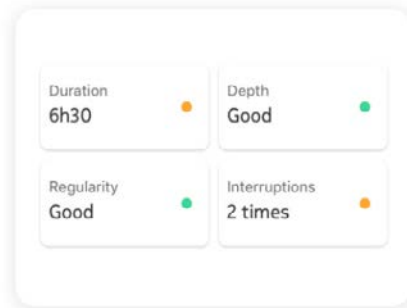 Duration
6h30
Depth
Good
Regularity
Good
Interruptions
2 times